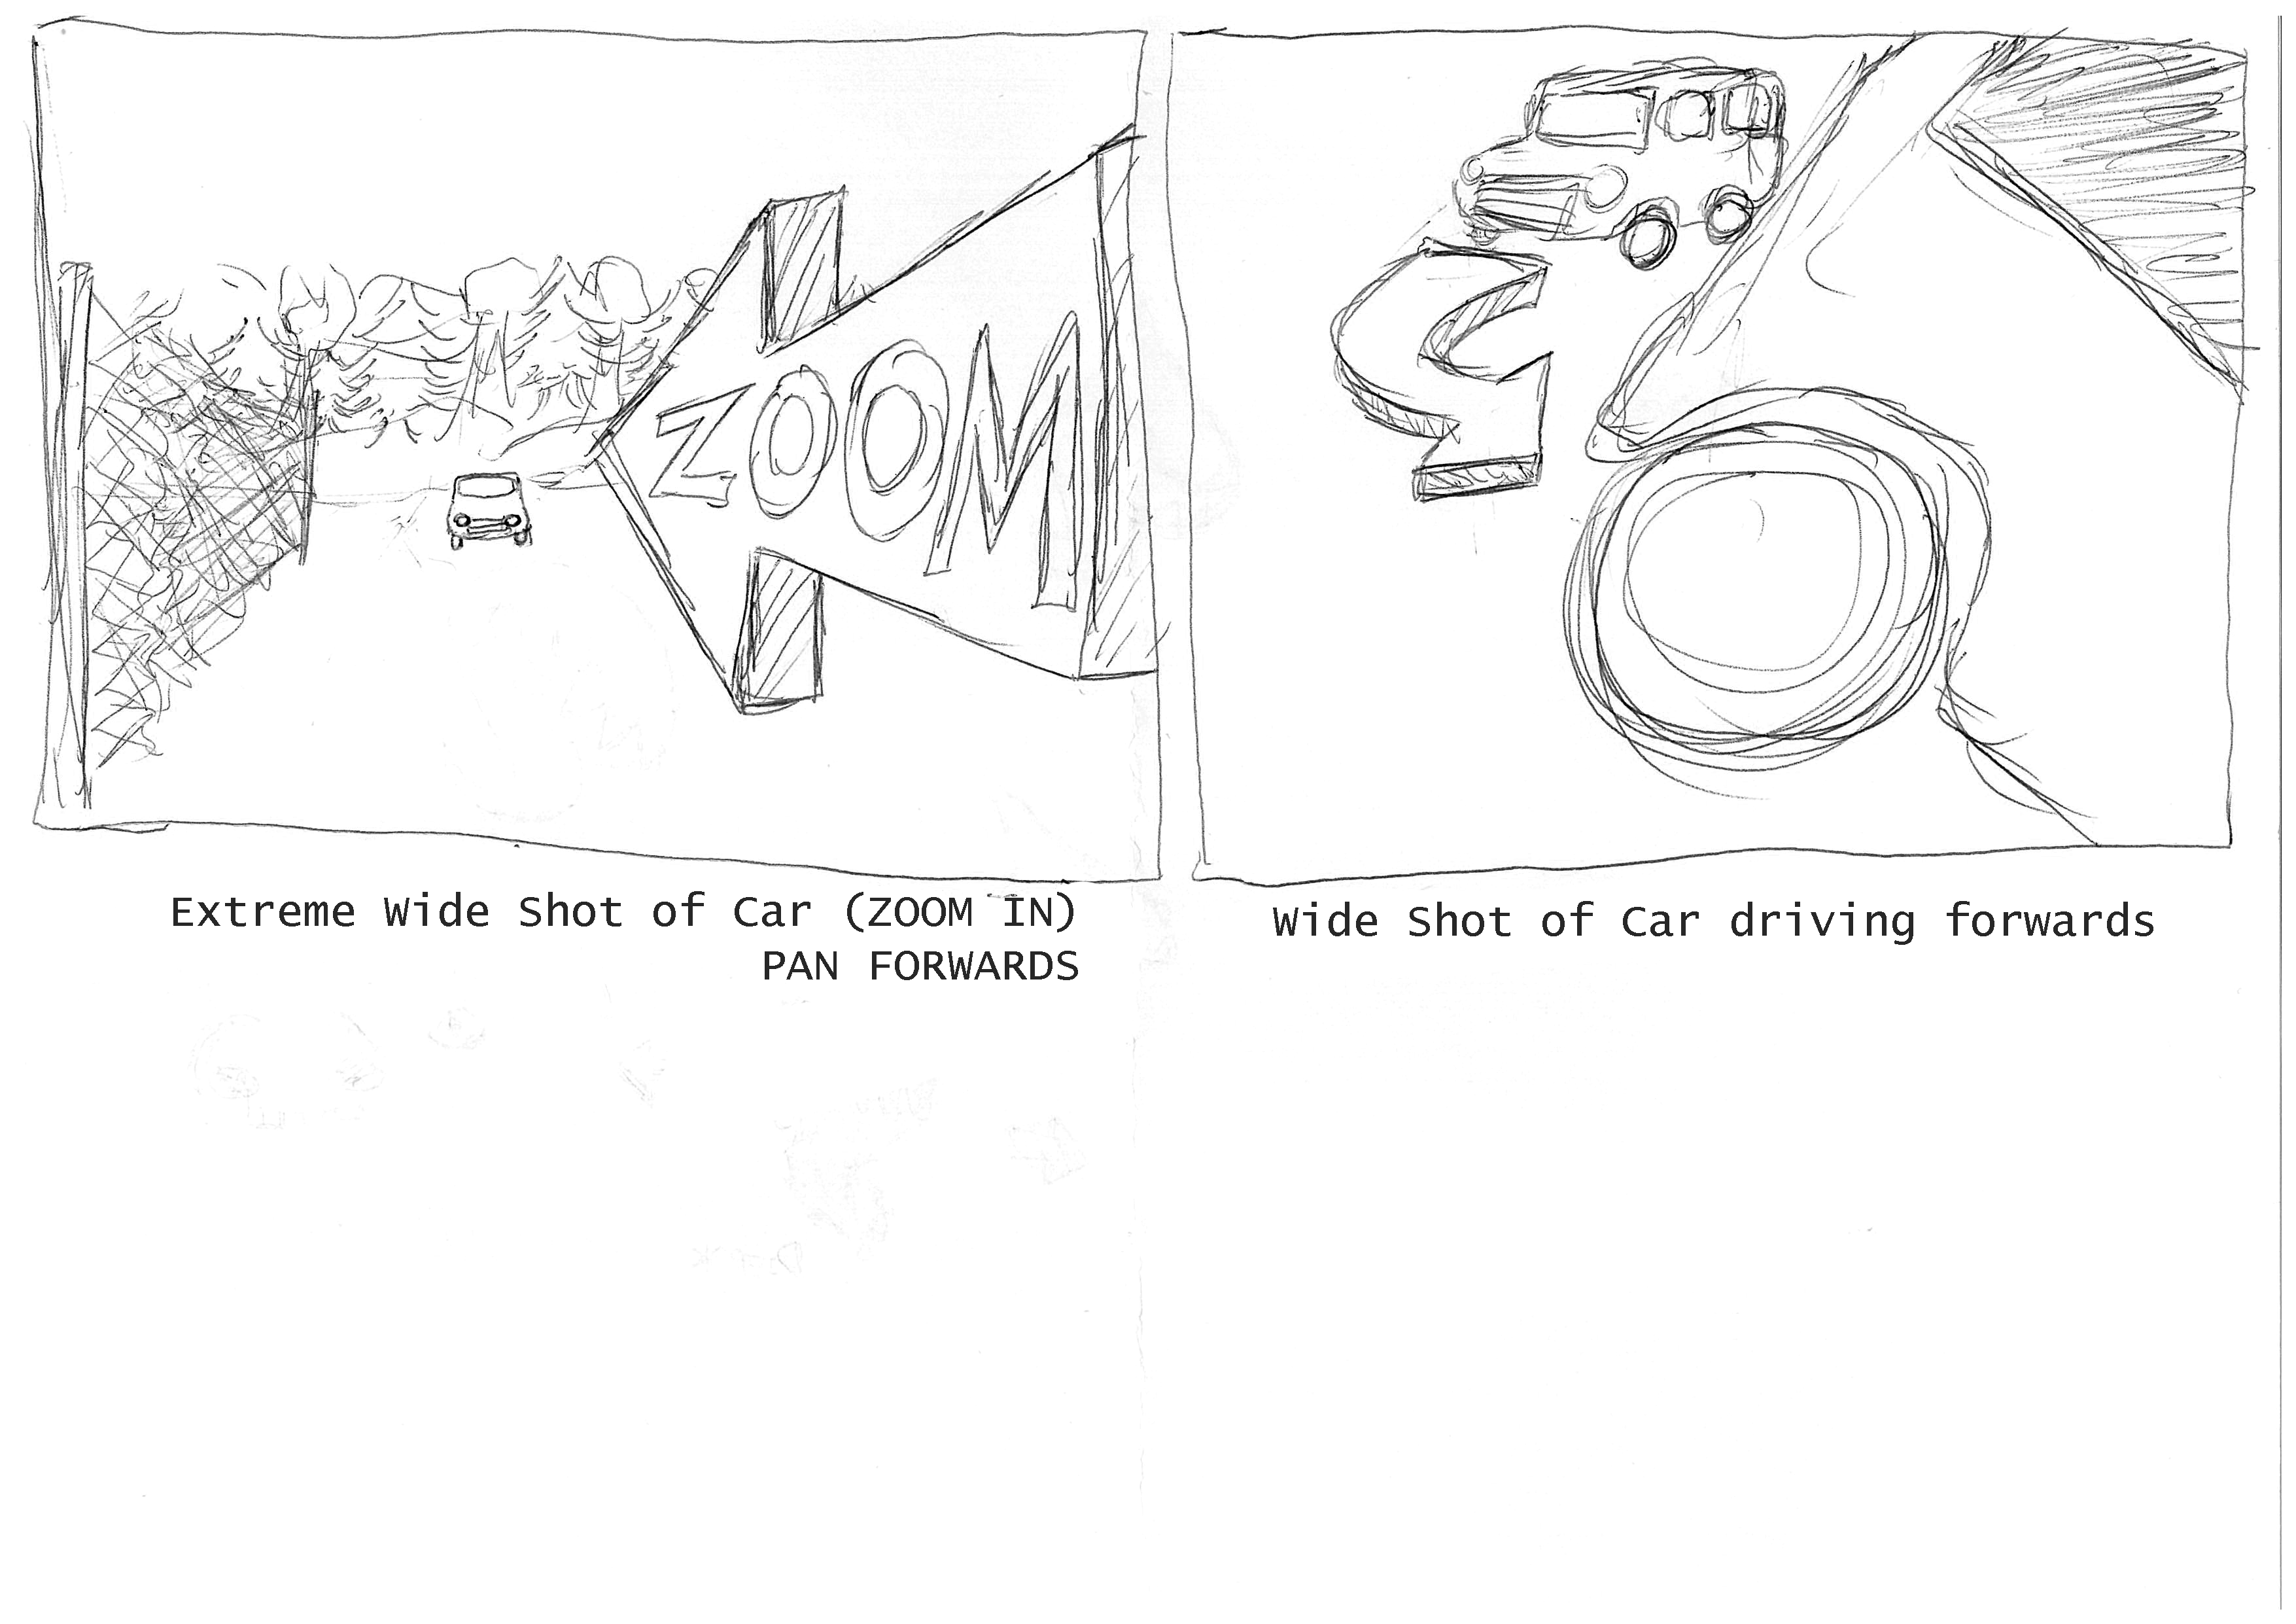 ZOOM
Extreme Wide Shot of Car (ZOOM IN)
PAN FORWARDS
Wide Shot of Car driving forwards